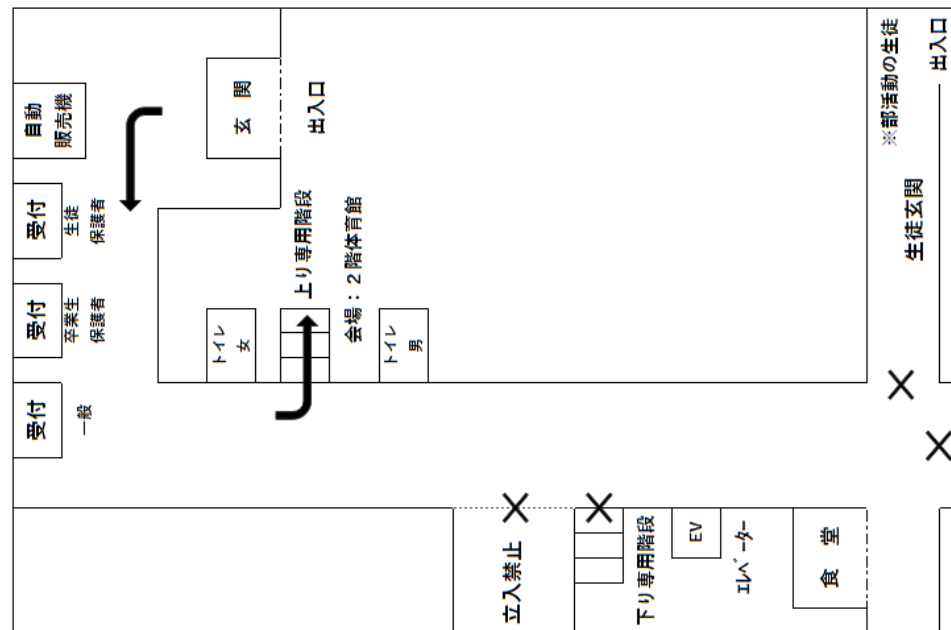 自動
販売機
受付
生徒
保護者
受付
卒業生
保護者
受付
一般
玄　関
出入口
トイレ
女
上り専用階段
会場：２階体育館
トイレ
男
※部活動の生徒
出入口
生徒玄関
立入禁止
下り専用階段
EV
ｴﾚﾍﾞｰﾀｰ
食　堂